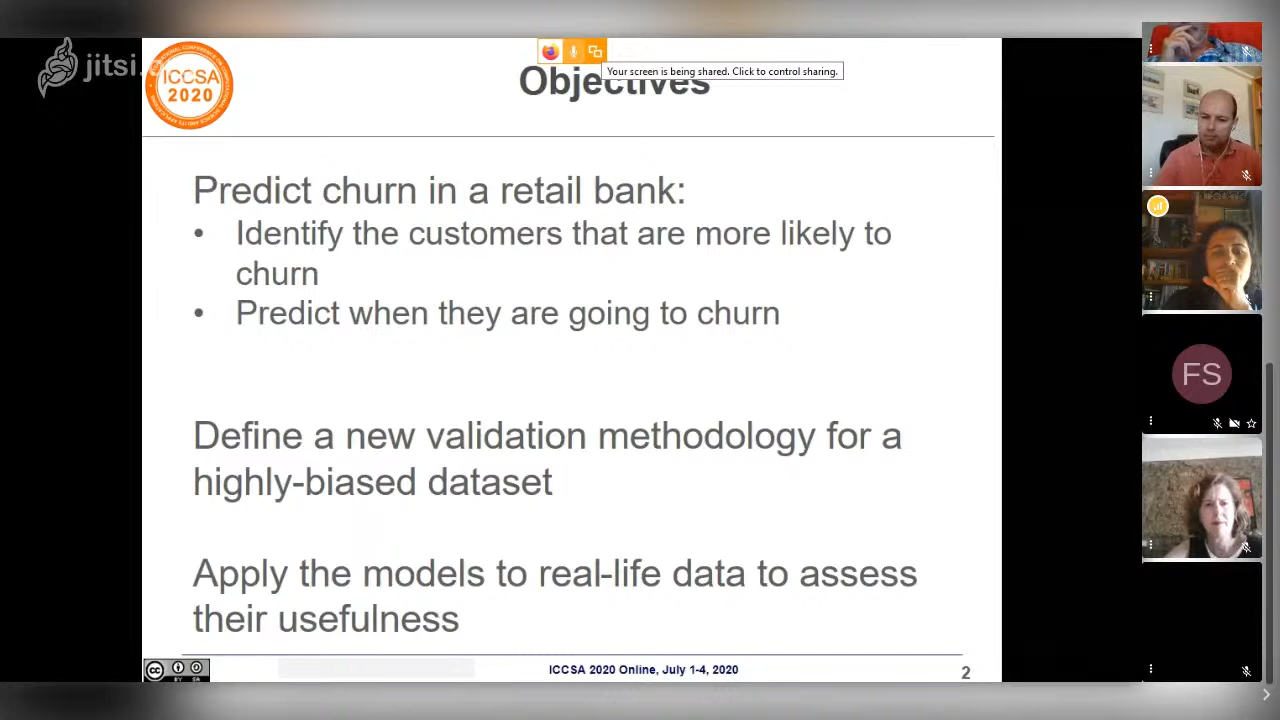 jitsi.
ICCSA
2020
Your screen is being shared. Click to control sharing.
Objectives
Predict churn in a retail bank:
• Identify the customers that are more likely to
churn
• Predict when they are going to churn
Define a new validation methodology for a
highly-biased dataset
Apply the models to real-life data to assess
their usefulness
cc
BY SA
ICCSA 2020 Online, July 1-4, 2020
2
FS